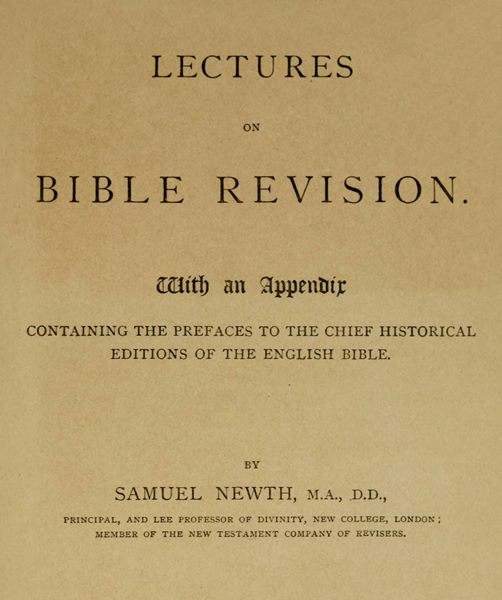 LECTURES
ON
BIBLE REVISION.
With an Appendix
CONTAINING THE PREFACES TO THE CHIEF HISTORICAL
EDITIONS OF THE ENGLISH BIBLE.
BY
SAMUEL NEWTH, M.A., D.D.,
PRINCIPAL, AND LEE PROFESSOR OF DIVINITY, NEW COLLEGE, LONDON;
MEMBER OF THE NEW TESTAMENT COMPANY OF REVISERS.